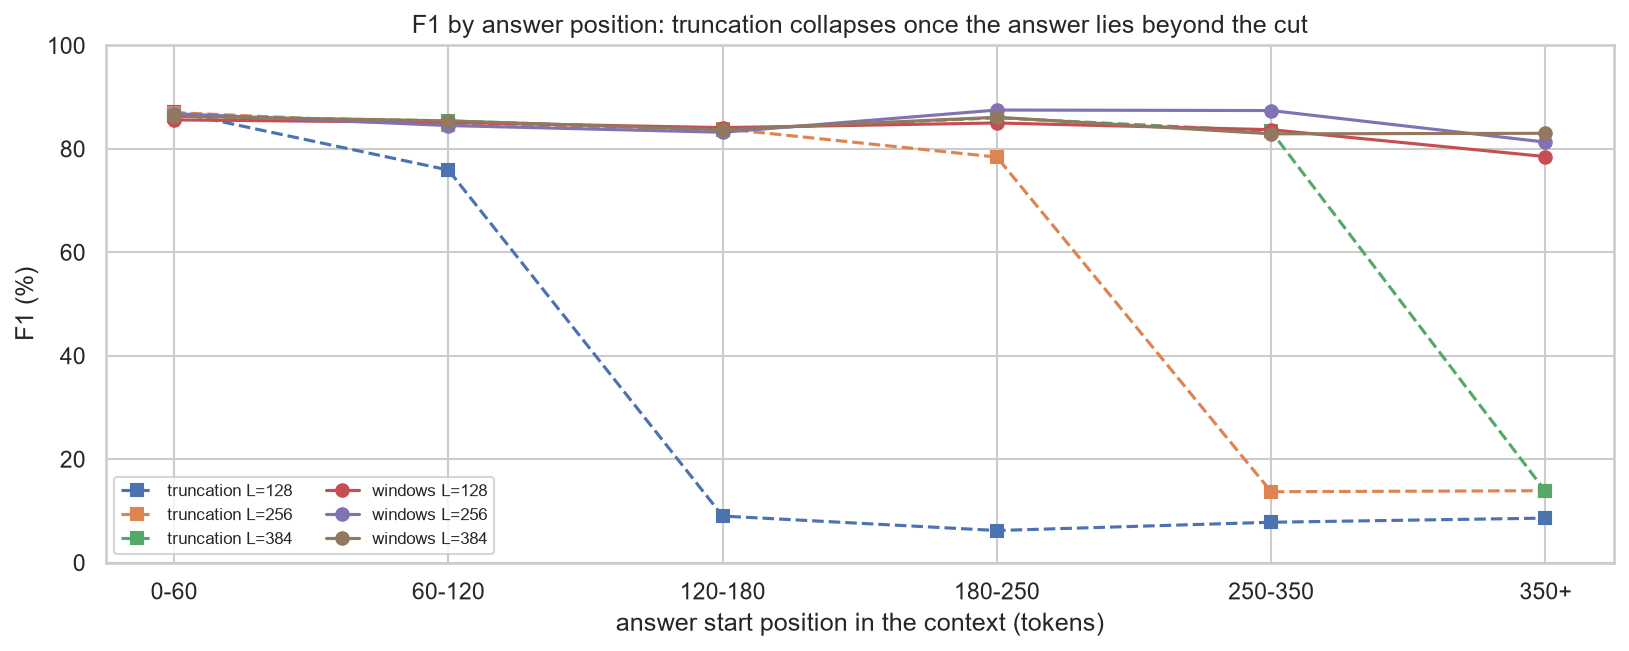 F1 by answer position: truncation collapses once the answer lies beyond the cut
F1 (%)
100
80
60
40
20
0
truncation L=128
truncation L=256
truncation L=384
windows L=128
windows L=256
windows L=384
0-60
60-120
120-180
180-250
250-350
350+
answer start position in the context (tokens)